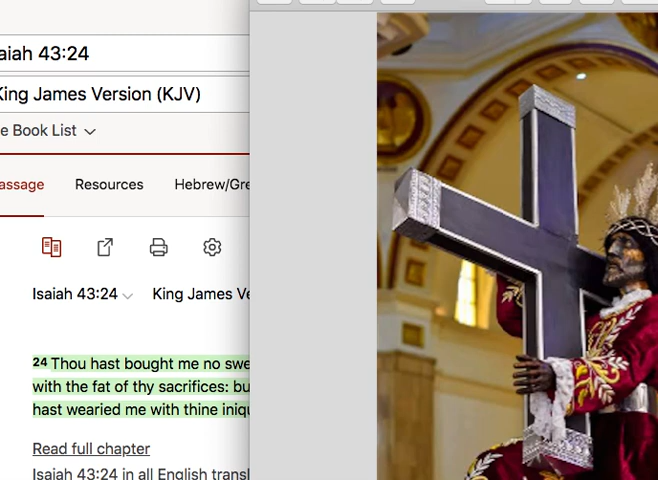 aiah 43:24
King James Version (KJV)
e Book List
assage Resources Hebrew/Gre
Isaiah 43:24 King James Ve
24 Thou hast bought me no swe
with the fat of thy sacrifices: bu
hast wearied me with thine iniqu
Read full chapter
Isaiah 43:24 in all English transl